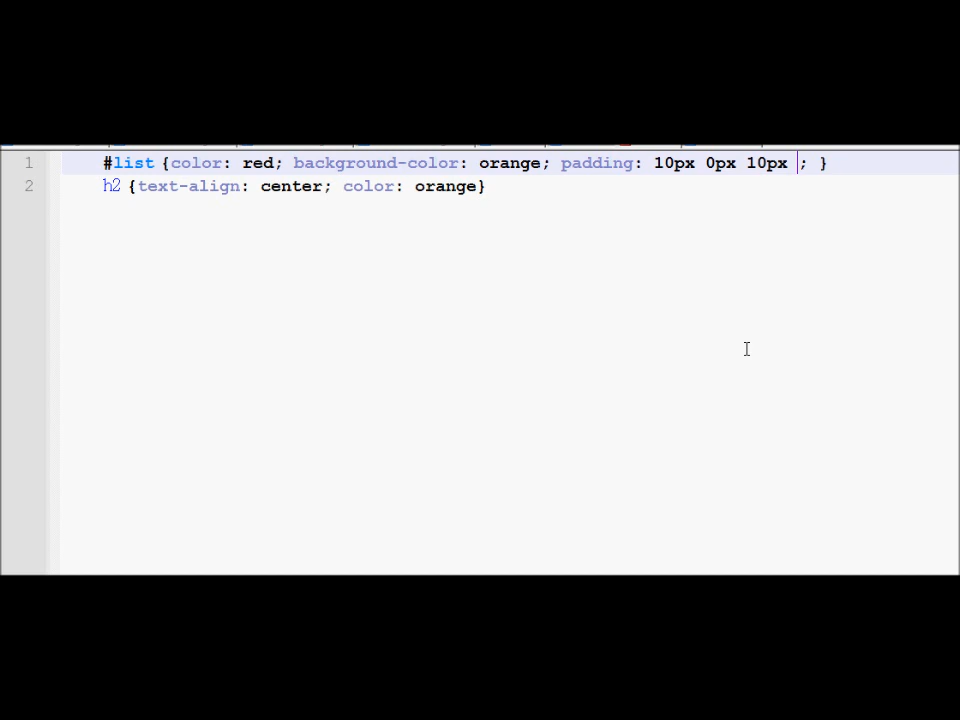 1 #list {color: red; background-color: orange; padding: 10px 0px 10px ; }
2 h2 {text-align: center; color: orange}